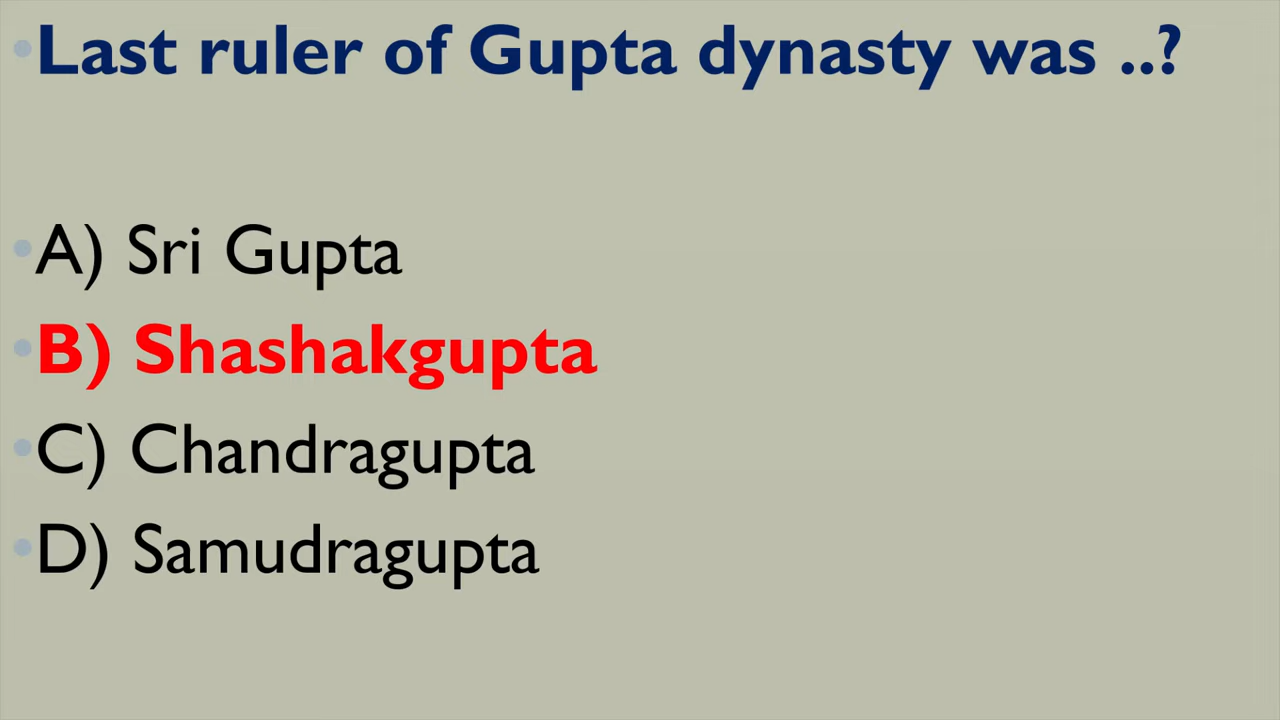 •Last ruler of Gupta dynasty was ..?
•A) Sri Gupta
•B) Shashakgupta
•C) Chandragupta
•D) Samudragupta